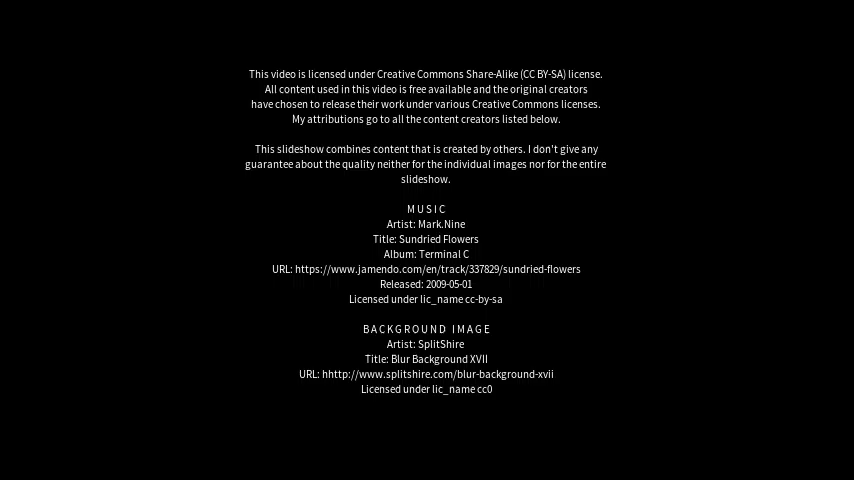 This video is licensed under Creative Commons Share-Alike (CC BY-SA) license.
All content used in this video is free available and the original creators
have chosen to release their work under various Creative Commons licenses.
My attributions go to all the content creators listed below.
This slideshow combines content that is created by others. I don't give any
guarantee about the quality neither for the individual images nor for the entire
slideshow.
MUSIC
Artist: Mark.Nine
Title: Sundried Flowers
Album: Terminal C
URL: https://www.jamendo.com/en/track/337829/sundried-flowers
Released: 2009-05-01
Licensed under lic_name cc-by-sa
BACKGROUND IMAGE
Artist: SplitShire
Title: Blur Background XVII
URL: hhttp://www.splitshire.com/blur-background-xvii
Licensed under lic_name cc0